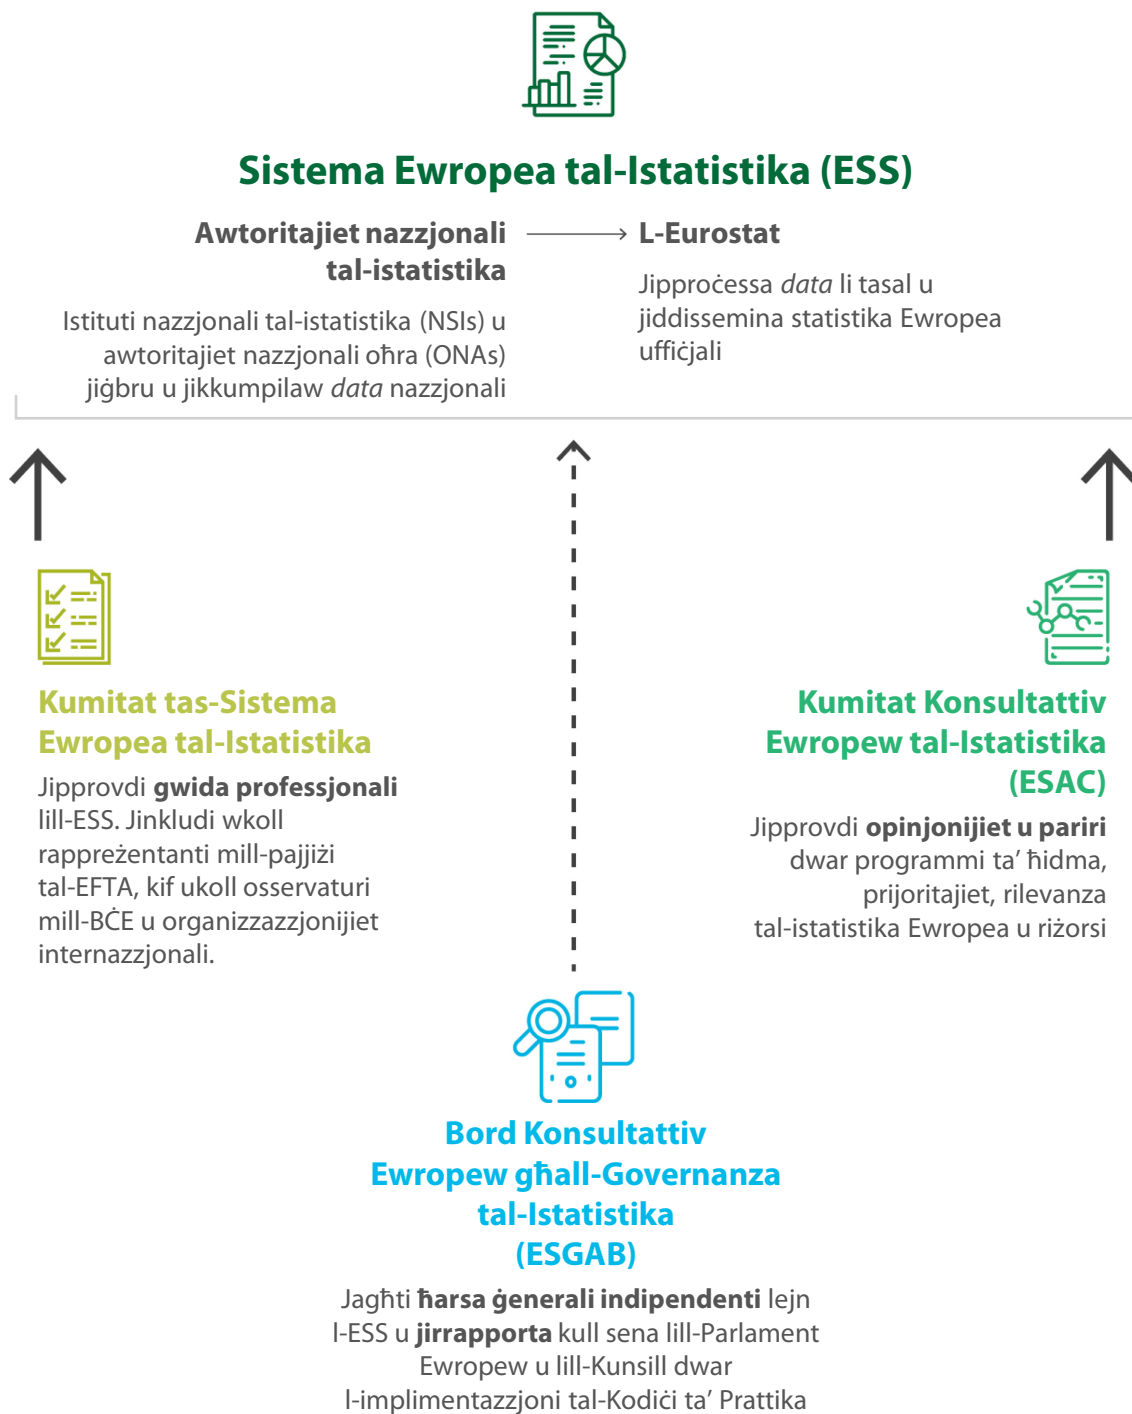 Sistema Ewropea tal-Istatistika (ESS)
Awtoritajiet nazzjonali
tal-istatistika
Istituti nazzjonali tal-istatistika (NSIs) u
awtoritajiet nazzjonali oħra (ONAs)
jiġbru u jikkumpilaw data nazzjonali
L-Eurostat
Jipproċessa data li tasal u
jiddissemina statistika Ewropea
uffiċjali
Kumitat tas-Sistema
Ewropea tal-Istatistika
Jipprovdi gwida professjonali
lill-ESS. Jinkludi wkoll
rappreżentanti mill-pajjiżi
tal-EFTA, kif ukoll osservaturi
mill-BĊE u organizzazzjonijiet
internazzjonali.
Kumitat Konsultattiv
Ewropew tal-Istatistika
(ESAC)
Jipprovdi opinjonijiet u pariri
dwar programmi ta’ ħidma,
prijoritajiet, rilevanza
tal-istatistika Ewropea u riżorsi
Bord Konsultattiv
Ewropew għall-Governanza
tal-Istatistika
(ESGAB)
Jagħti ħarsa ġenerali indipendenti lejn
l-ESS u jirrapporta kull sena lill-Parlament
Ewropew u lill-Kunsill dwar
l-implimentazzjoni tal-Kodiċi ta’ Prattika